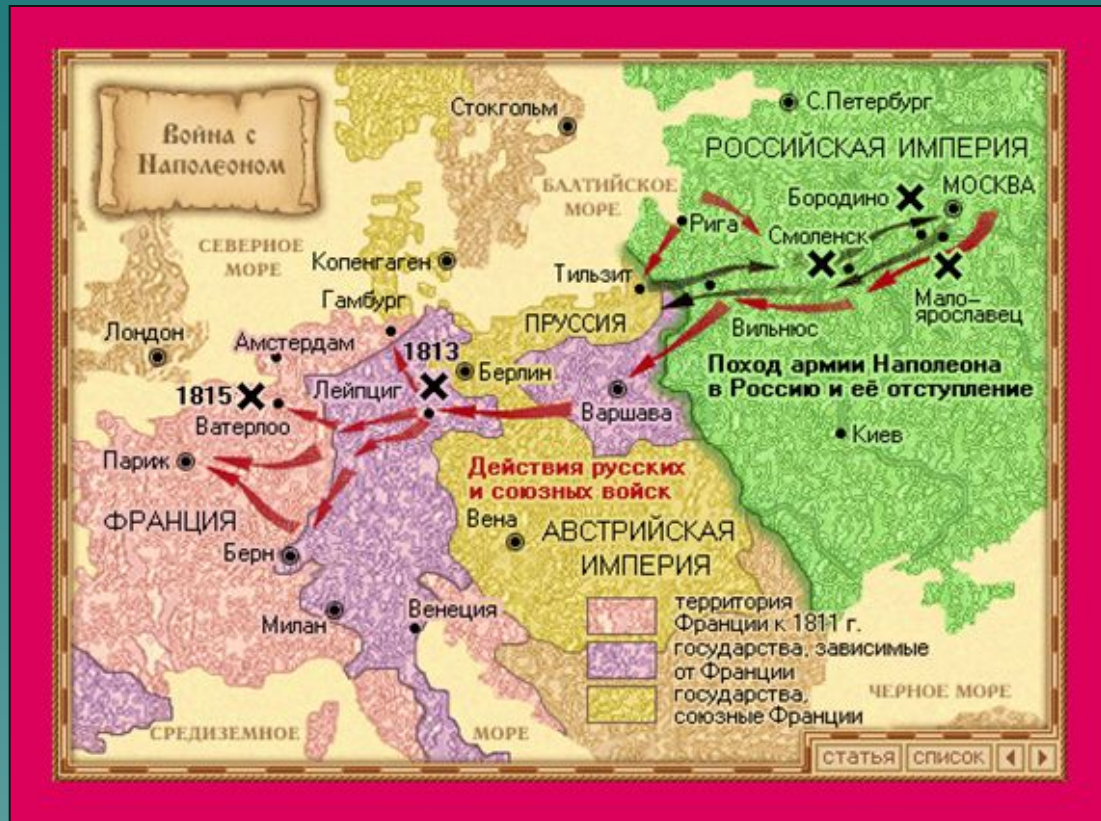 Война с
Наполеоном
Стокгольм
С.Петербург
РОССИЙСКАЯ ИМПЕРИЯ
БАЛТИЙСКОЕ
МОРЕ
Бородино
МОСКВА
Рига
Смоленск
СЕВЕРНОЕ
МОРЕ
Копенгаген
Тильзит
Гамбург
ПРУССИЯ
Вильнюс
Мало–
ярославец
Лондон
Амстердам
1813
Берлин
Лейпциг
Поход армии Наполеона
в Россию и её отступление
1815
Ватерлоо
Варшава
Киев
Париж
Действия русских
и союзных войск
ФРАНЦИЯ
Вена
АВСТРИЙСКАЯ
ИМПЕРИЯ
Берн
Милан
Венеция
территория
Франции к 1811 г.
государства, зависимые
от Франции
государства,
союзные Франции
ЧЕРНОЕ МОРЕ
СРЕДИЗЕМНОЕ
МОРЕ
статья список